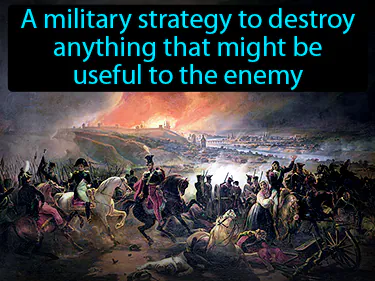 A military strategy to destroy
anything that might be
useful to the enemy